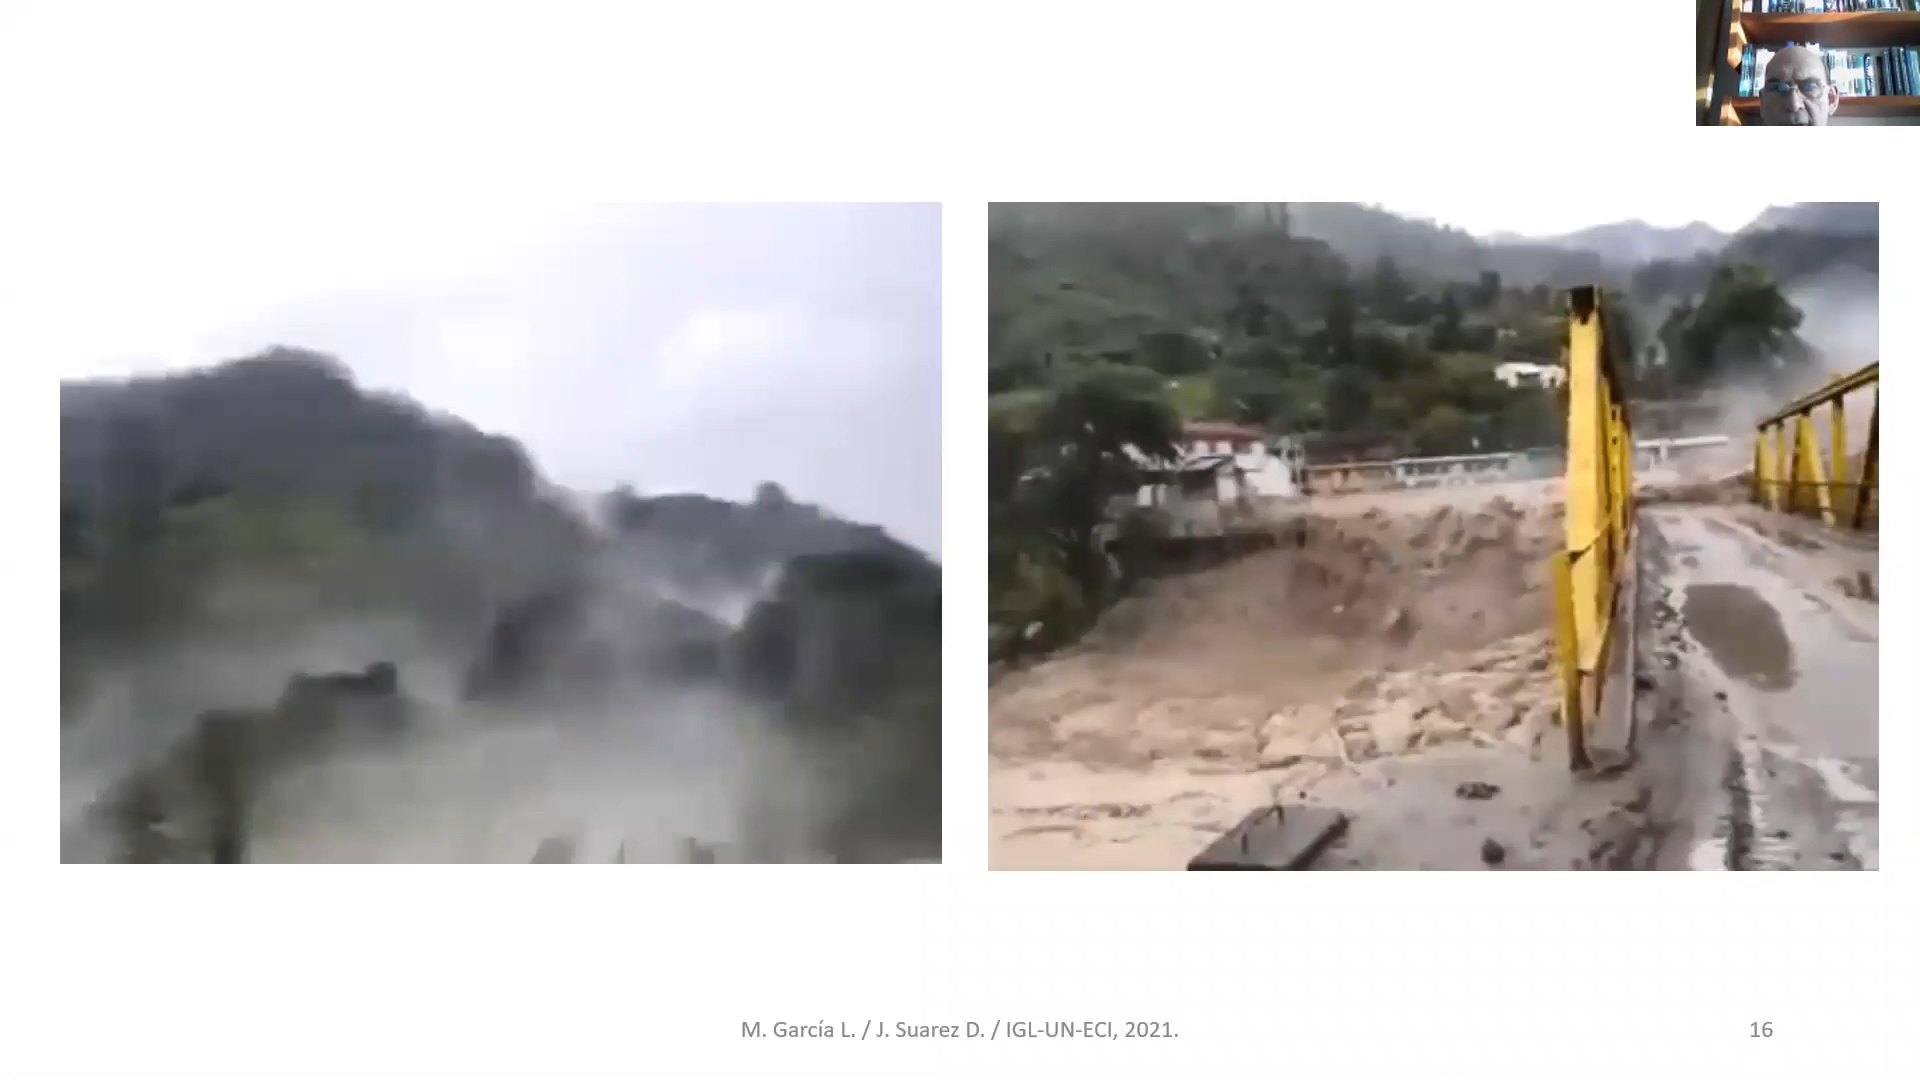 M. García L. / J. Suarez D. / IGL-UN-ECI, 2021.
16